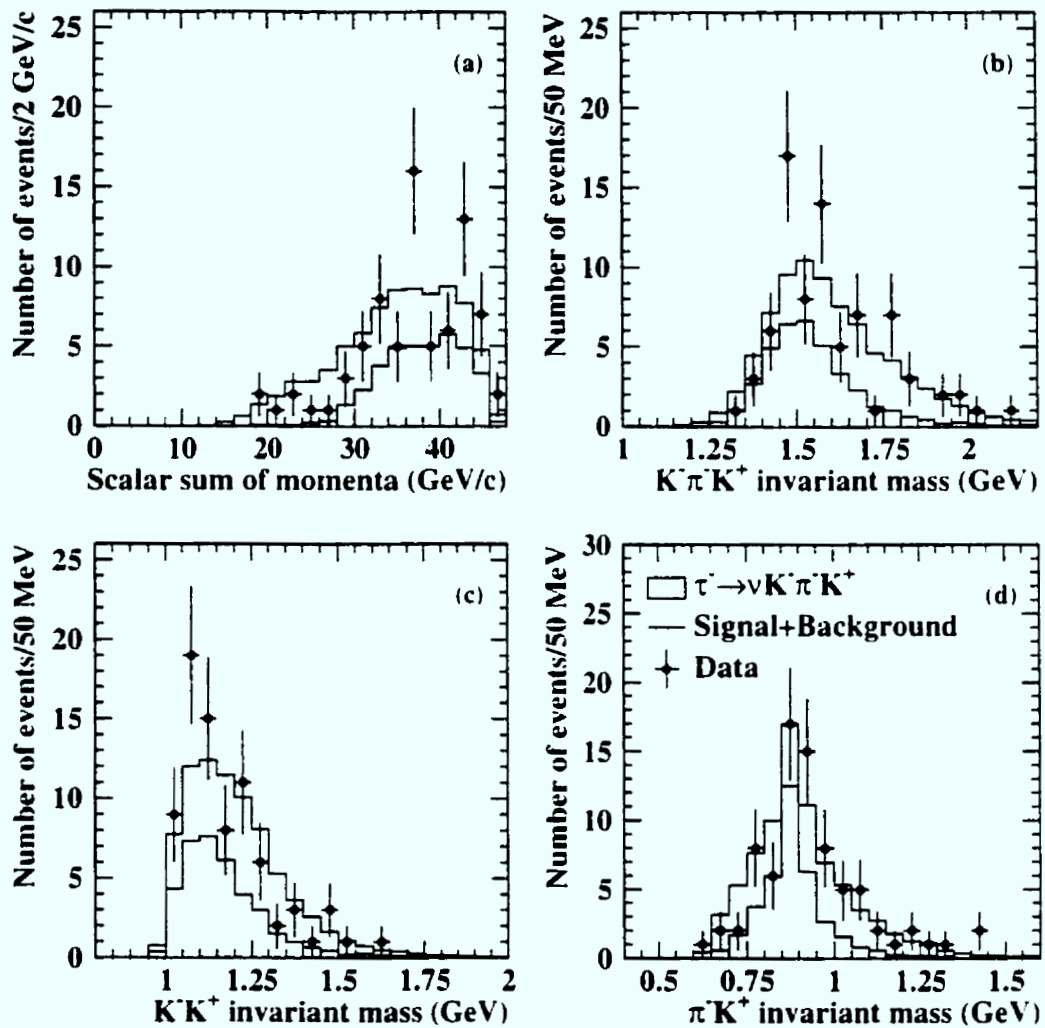 Number of events/2 GeV/c
25
20
15
10
5
0
(a)
0 10 20 30 40
Scalar sum of momenta (GeV/c)
Number of events/50 MeV
25
20
15
10
5
0
(b)
1 1.25 1.5 1.75 2
K⁻π⁻K⁺ invariant mass (GeV)
Number of events/50 MeV
25
20
15
10
5
0
(c)
1 1.25 1.5 1.75 2
K⁻K⁺ invariant mass (GeV)
Number of events/50 MeV
30
25
20
15
10
5
0
(d)
τ⁻→νK⁻π⁻K⁺
Signal+Background
Data
0.5 0.75 1 1.25 1.5
π⁻K⁺ invariant mass (GeV)